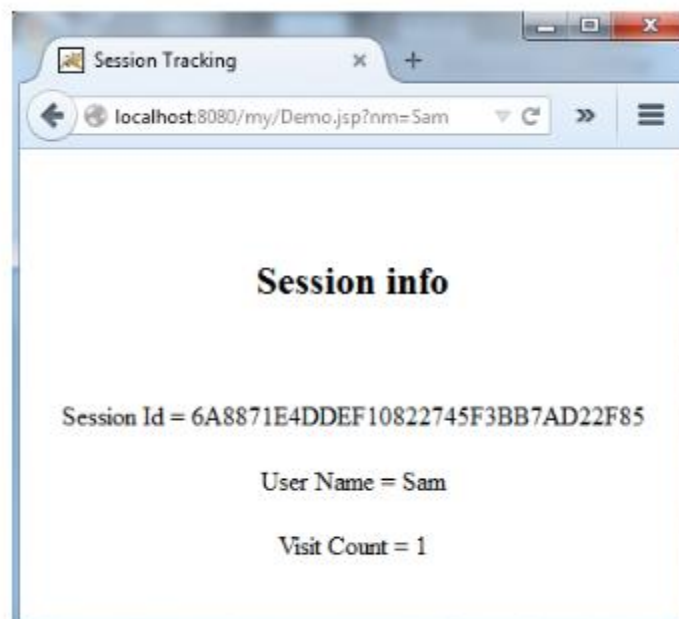 Session Tracking
localhost:8080/my/Demo.jsp?nm=Sam
Session info
Session Id = 6A8871E4DDEF10822745F3BB7AD22F85
User Name = Sam
Visit Count = 1